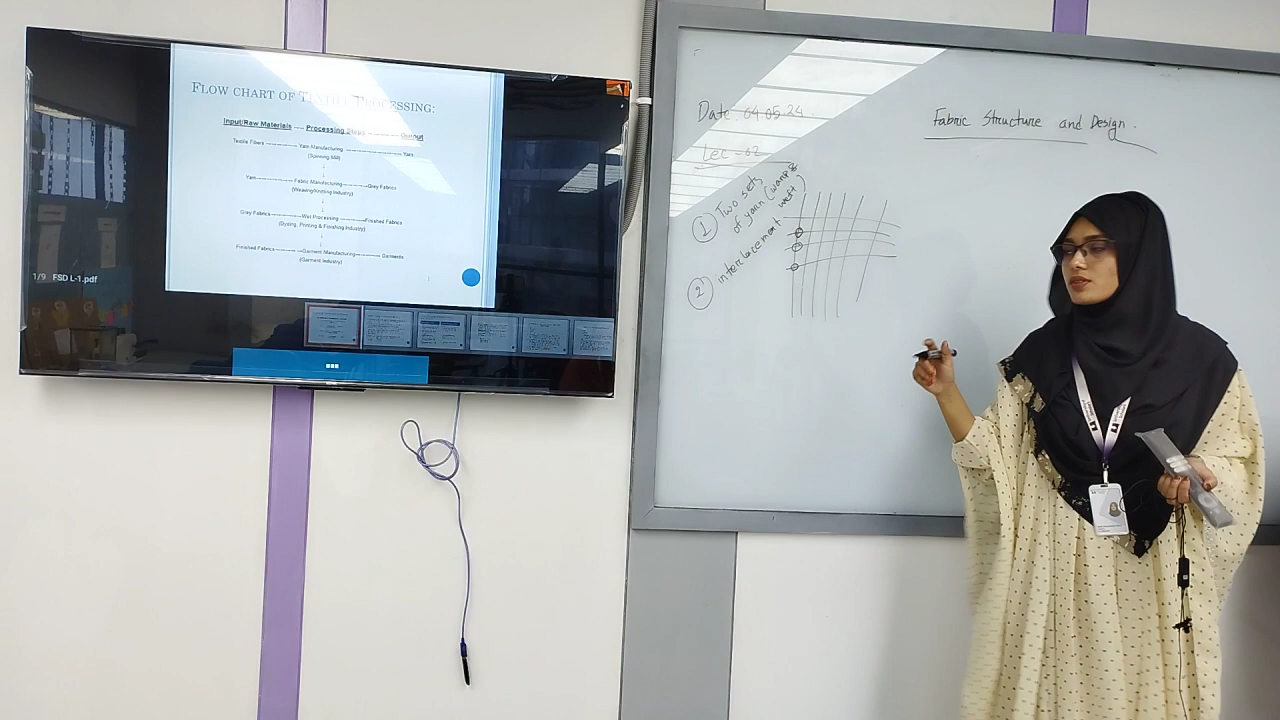 FLOW CHART OF TEXTILE PROCESSING:
Input/Raw Materials ---- Processing Steps -------- Output
Textile Fibers --------- Yarn Manufacturing ---------------- Yarn
(Spinning Mill)
Yarn------------Fabric Manufacturing---------Grey Fabrics
(Weaving/Knitting Industry)
Grey Fabrics----------Wet Processing ----------Finished Fabrics
(Dyeing, Printing & Finishing Industry)
Finished Fabrics ---------Garment Manufacturing--------- Garments
(Garment Industry)
1/9 FSD L-1.pdf
Date. 04.05.24.
Lec-02
Fabric Structure and Design.
1 Two sets
of yarn (warp &
weft)
2 interlacement